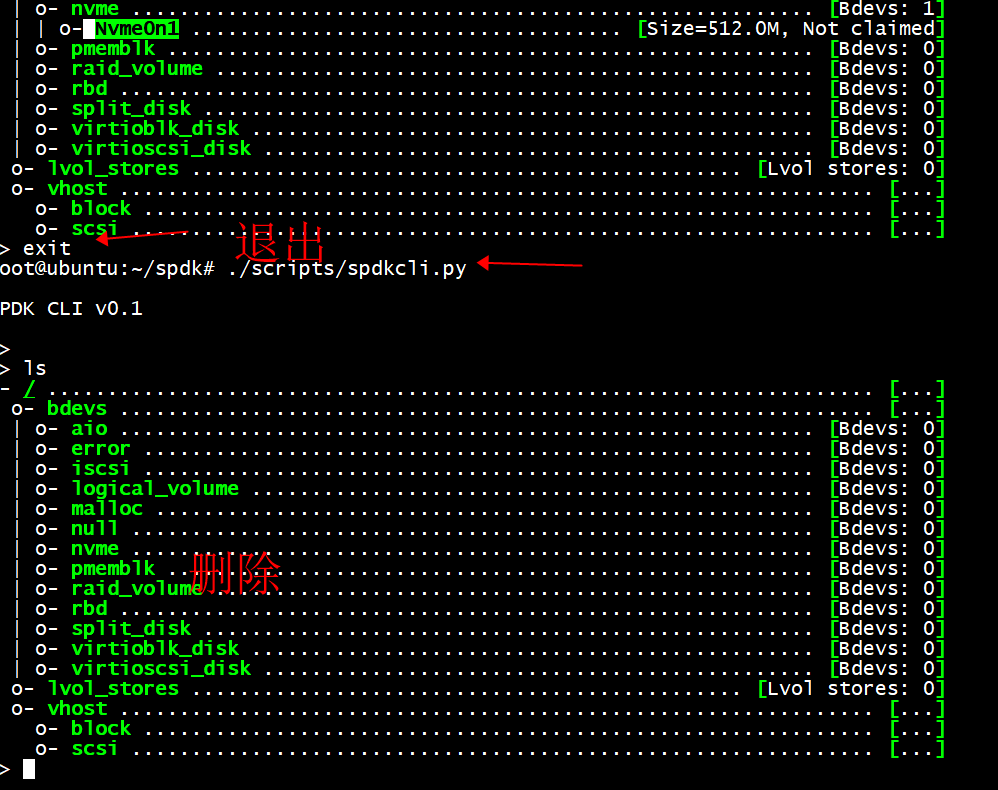 | o- nvme ............................................................ [Bdevs: 1]
| | o- Nvme0n1 ...................................... [Size=512.0M, Not claimed]
| o- pmemblk ......................................................... [Bdevs: 0]
| o- raid_volume ..................................................... [Bdevs: 0]
| o- rbd ............................................................. [Bdevs: 0]
| o- split_disk ...................................................... [Bdevs: 0]
| o- virtioblk_disk .................................................. [Bdevs: 0]
| o- virtioscsi_disk ................................................. [Bdevs: 0]
o- lvol_stores ................................................ [Lvol stores: 0]
o- vhost ................................................................. [...]
o- block ............................................................... [...]
o- scsi ................................................................ [...]
> exit
退出
oot@ubuntu:~/spdk# ./scripts/spdkcli.py
PDK CLI v0.1
>
> ls
- / ...................................................................... [...]
o- bdevs ................................................................. [...]
| o- aio ............................................................. [Bdevs: 0]
| o- error ........................................................... [Bdevs: 0]
| o- iscsi ........................................................... [Bdevs: 0]
| o- logical_volume .................................................. [Bdevs: 0]
| o- malloc .......................................................... [Bdevs: 0]
| o- null ............................................................ [Bdevs: 0]
| o- nvme ............................................................ [Bdevs: 0]
| o- pmemblk ......................................................... [Bdevs: 0]
删除
| o- raid_volume ..................................................... [Bdevs: 0]
| o- rbd ............................................................. [Bdevs: 0]
| o- split_disk ...................................................... [Bdevs: 0]
| o- virtioblk_disk .................................................. [Bdevs: 0]
| o- virtioscsi_disk ................................................. [Bdevs: 0]
o- lvol_stores ................................................ [Lvol stores: 0]
o- vhost ................................................................. [...]
o- block ............................................................... [...]
o- scsi ................................................................ [...]
>